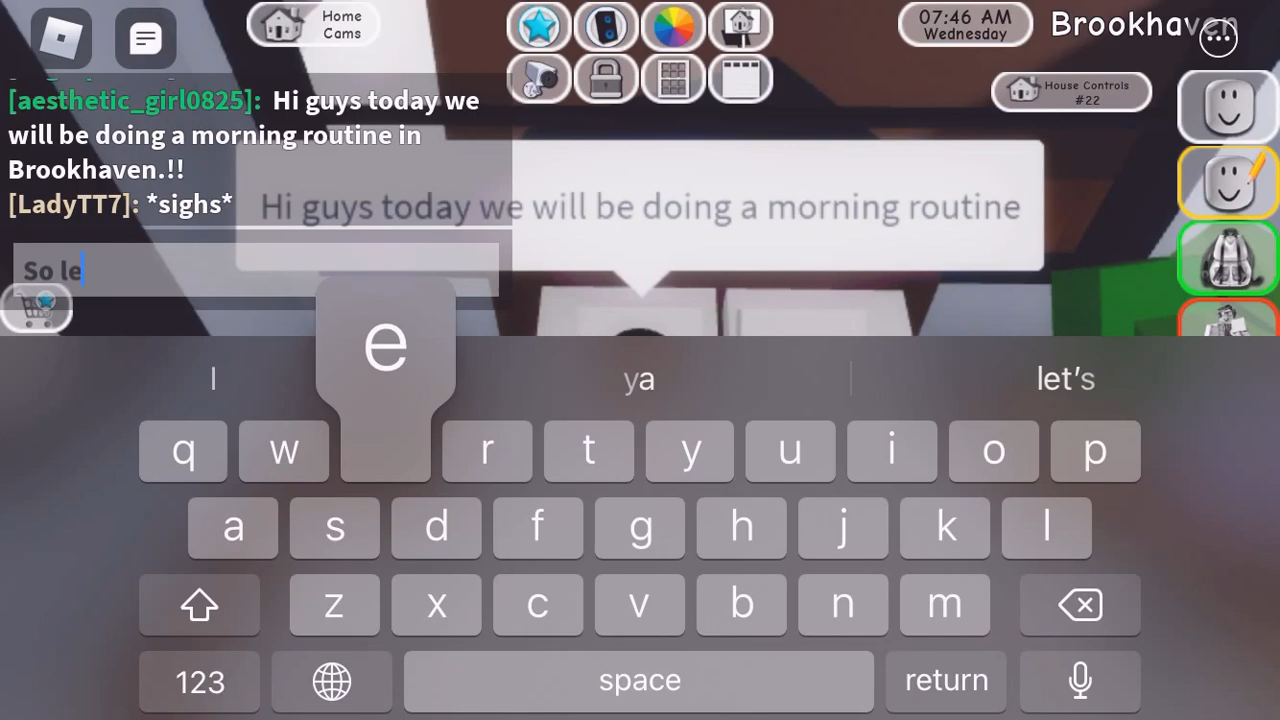 Home
Cams
07:46 AM
Wednesday
Brookhaven
House Controls
#22
[aesthetic_girl0825]: Hi guys today we
will be doing a morning routine in
Brookhaven.!!
[LadyTT7]: *sighs*
Hi guys today we will be doing a morning routine
So le
e
I
ya
let's
q w r t y u i o p
a s d f g h j k l
z x c v b n m
123 space return